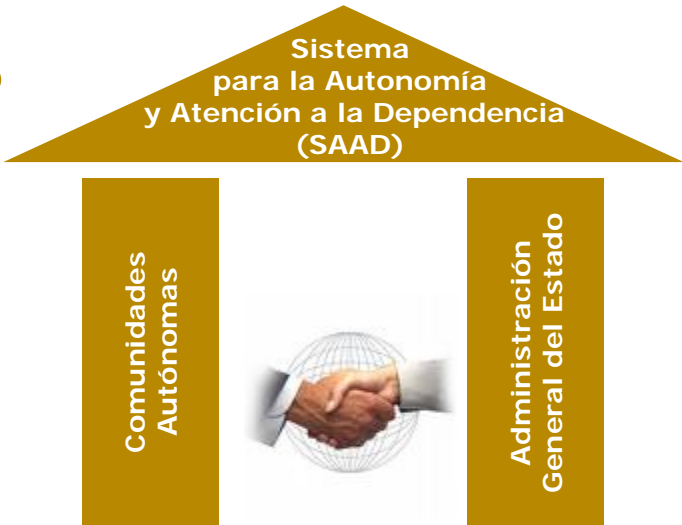 Sistema
para la Autonomía
y Atención a la Dependencia
(SAAD)
Comunidades
Autónomas
Administración
General del Estado